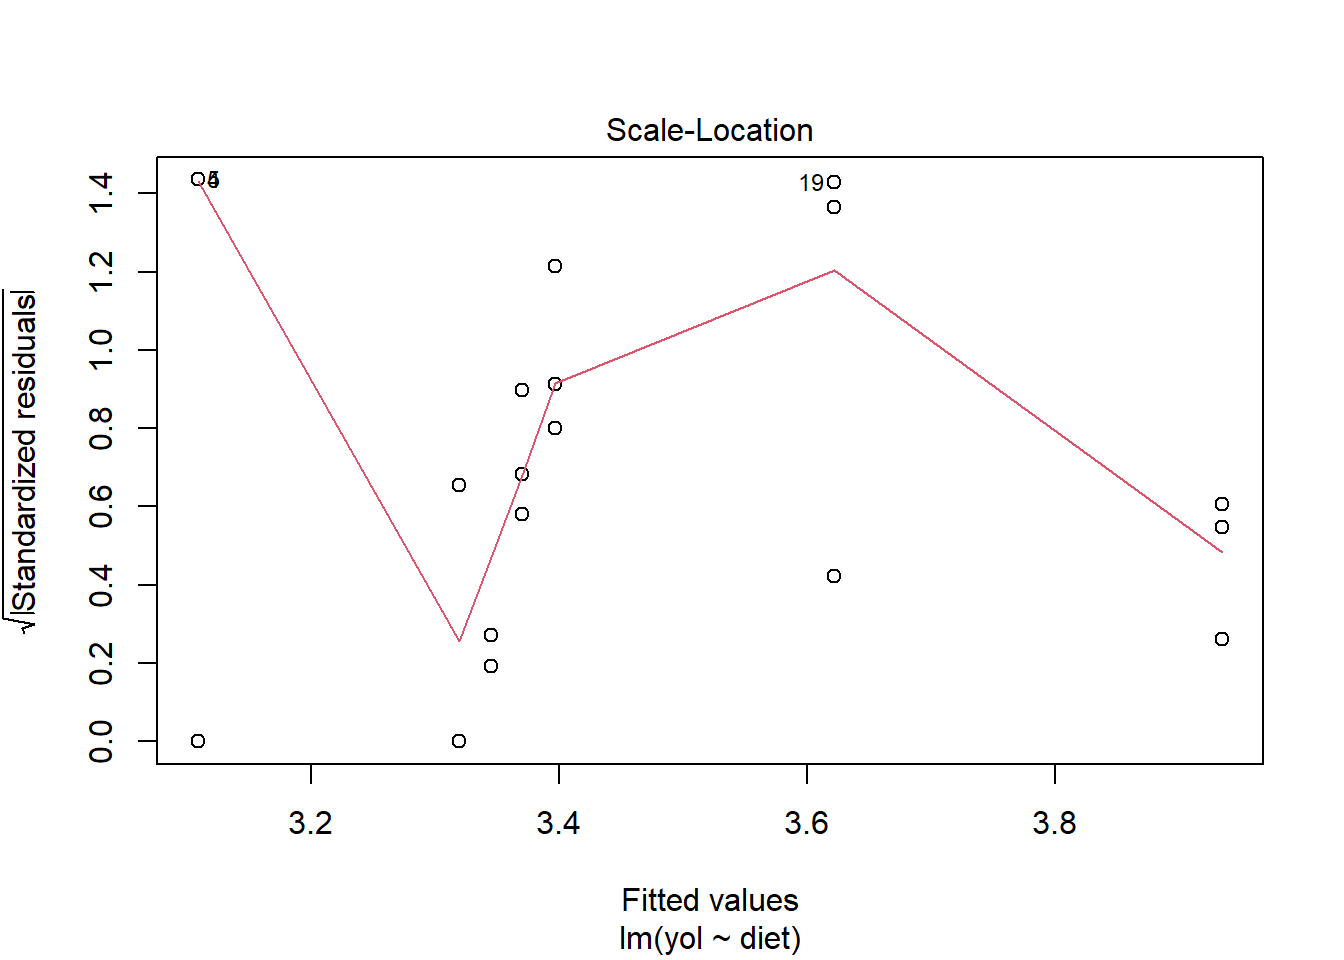 Scale-Location
√|Standardized residuals|
1.4
1.2
1.0
0.8
0.6
0.4
0.2
0.0
19
3.2 3.4 3.6 3.8
Fitted values
lm(yol ~ diet)